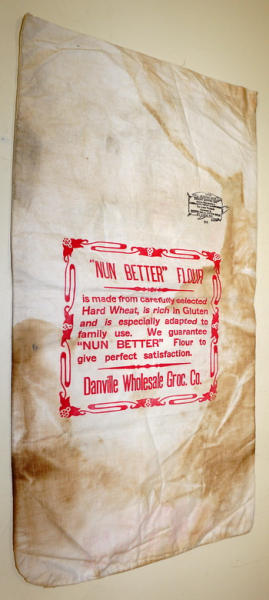 "NUN BETTER" FLOUR
is made from carefully selected
Hard Wheat, is rich in Gluten
and is especially adapted to
family use. We guarantee
"NUN BETTER" Flour to
give perfect satisfaction.
Danville Wholesale Groc. Co.